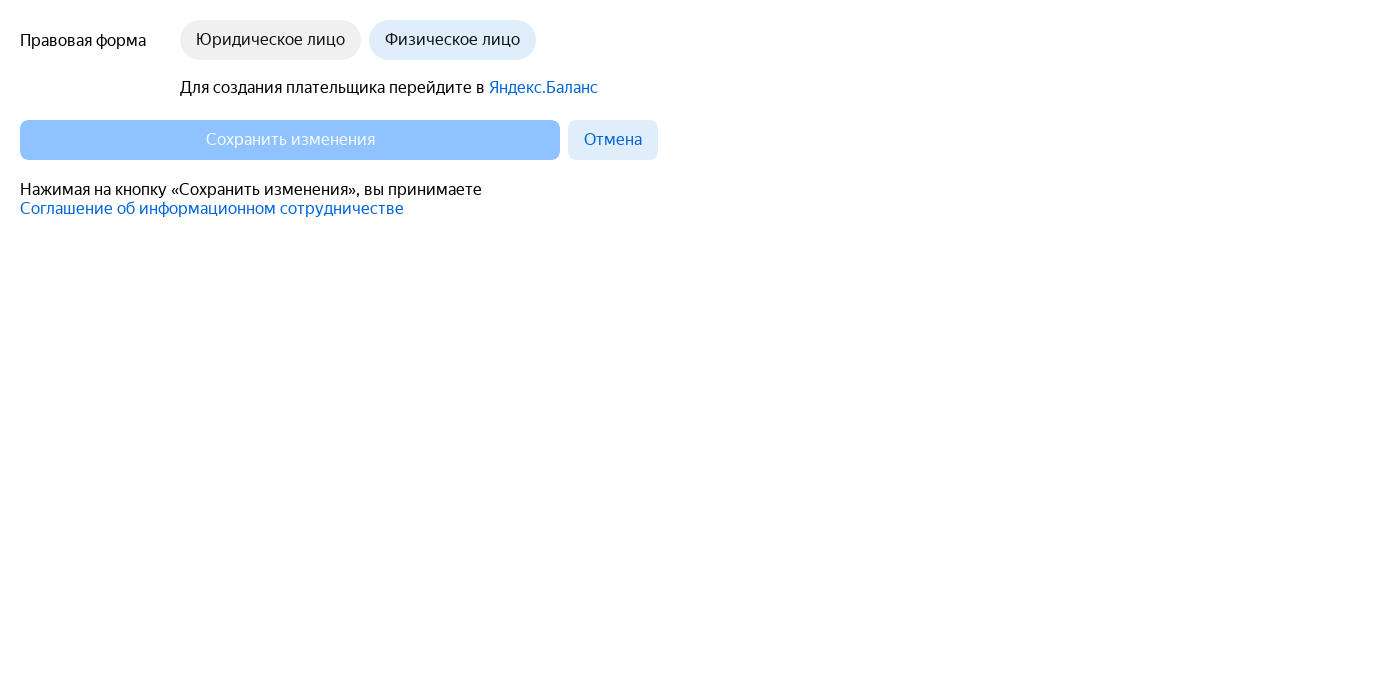 Правовая форма
Юридическое лицо
Физическое лицо
Для создания плательщика перейдите в Яндекс.Баланс
Сохранить изменения
Отмена
Нажимая на кнопку «Сохранить изменения», вы принимаете
Соглашение об информационном сотрудничестве